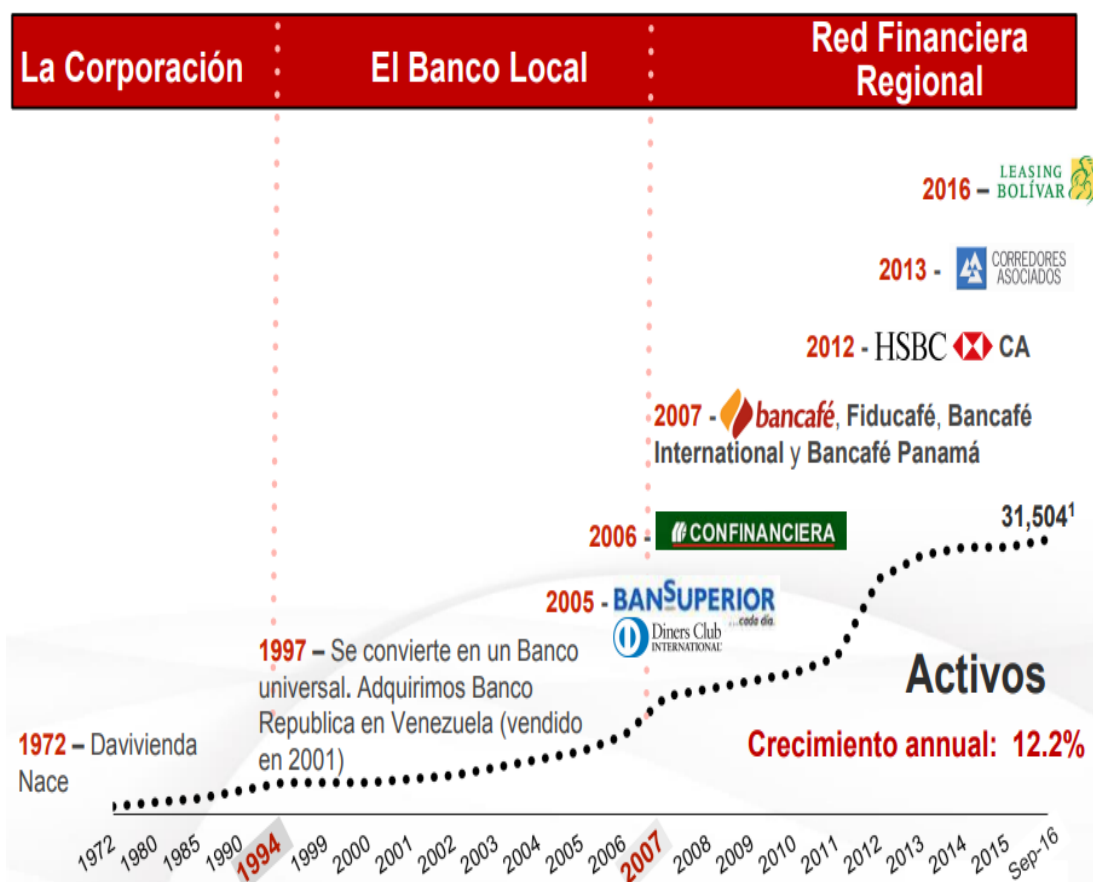 La Corporación
El Banco Local
Red Financiera
Regional
2016 – LEASING
BOLÍVAR
2013 - CORREDORES
ASOCIADOS
2012 - HSBC CA
2007 - bancafé, Fiducafé, Bancafé
International y Bancafé Panamá
31,504¹
2006 - CONFINANCIERA
2005 - BANSUPERIOR
...cada día.
Diners Club
INTERNATIONAL
1997 – Se convierte en un Banco
universal. Adquirimos Banco
Republica en Venezuela (vendido
en 2001)
1972 – Davivienda
Nace
Activos
Crecimiento annual: 12.2%
1972 1980 1985 1990 1994 1999 2000 2001 2002 2003 2004 2005 2006 2007 2008 2009 2010 2011 2012 2013 2014 2015 Sep-16